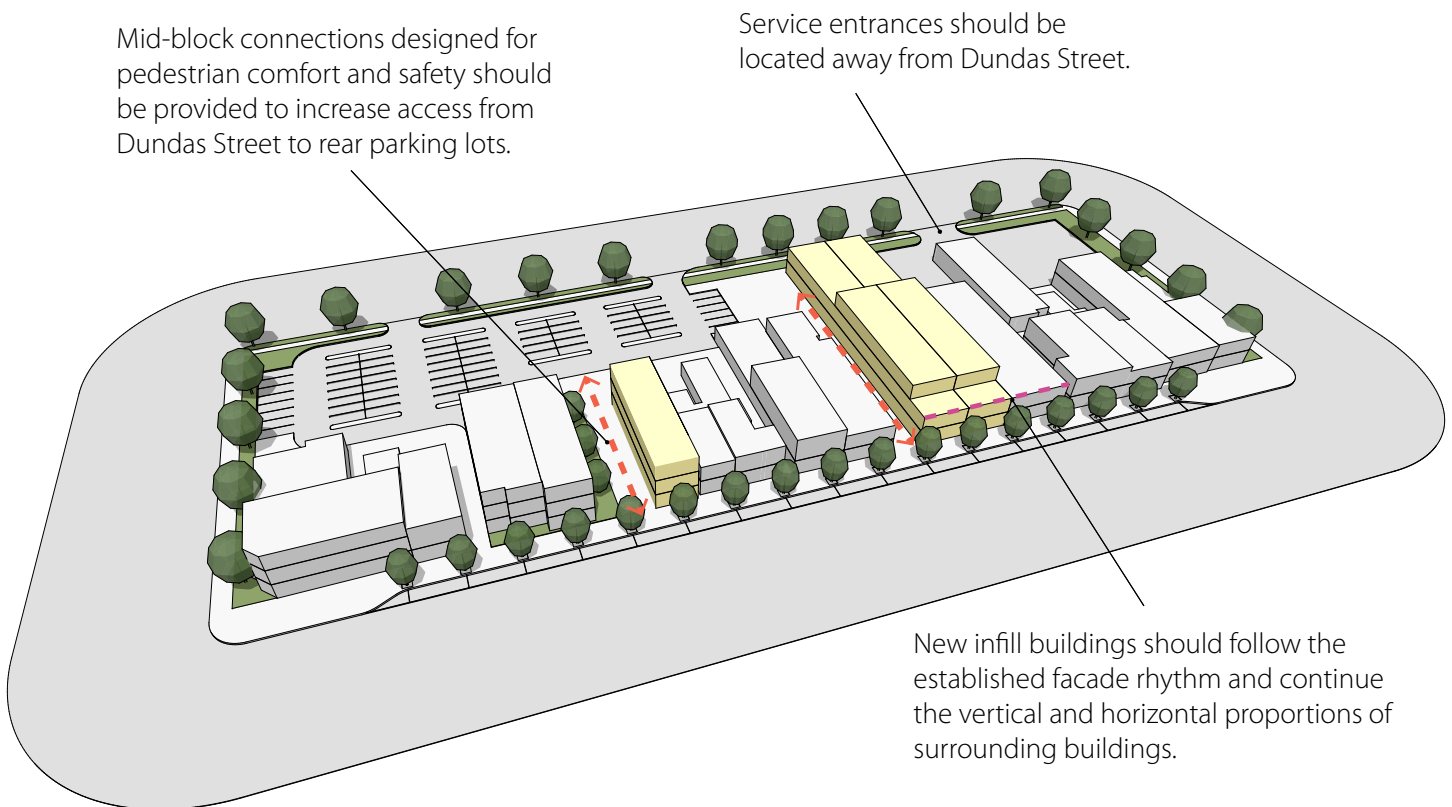 Mid-block connections designed for
pedestrian comfort and safety should
be provided to increase access from
Dundas Street to rear parking lots.
Service entrances should be
located away from Dundas Street.
New infill buildings should follow the
established facade rhythm and continue
the vertical and horizontal proportions of
surrounding buildings.